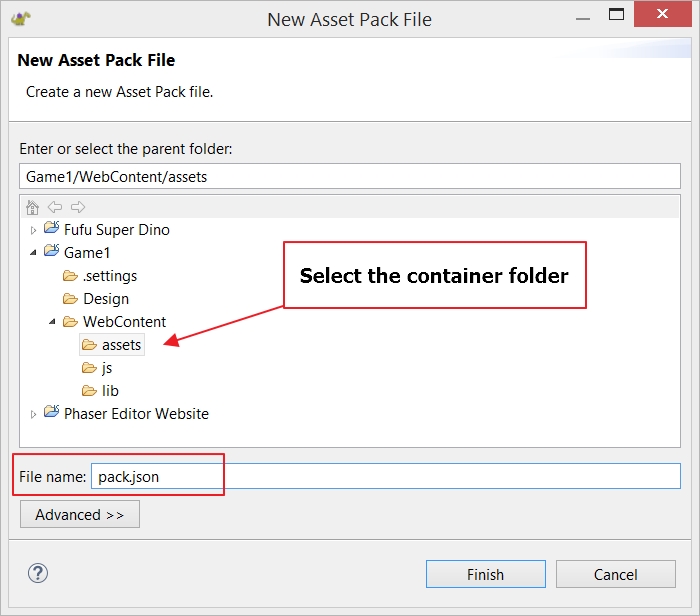 New Asset Pack File
New Asset Pack File
Create a new Asset Pack file.
Enter or select the parent folder:
Game1/WebContent/assets
Fufu Super Dino
Game1
.settings
Design
WebContent
assets
js
lib
Phaser Editor Website
Select the container folder
File name: pack.json
Advanced >>
?
Finish Cancel